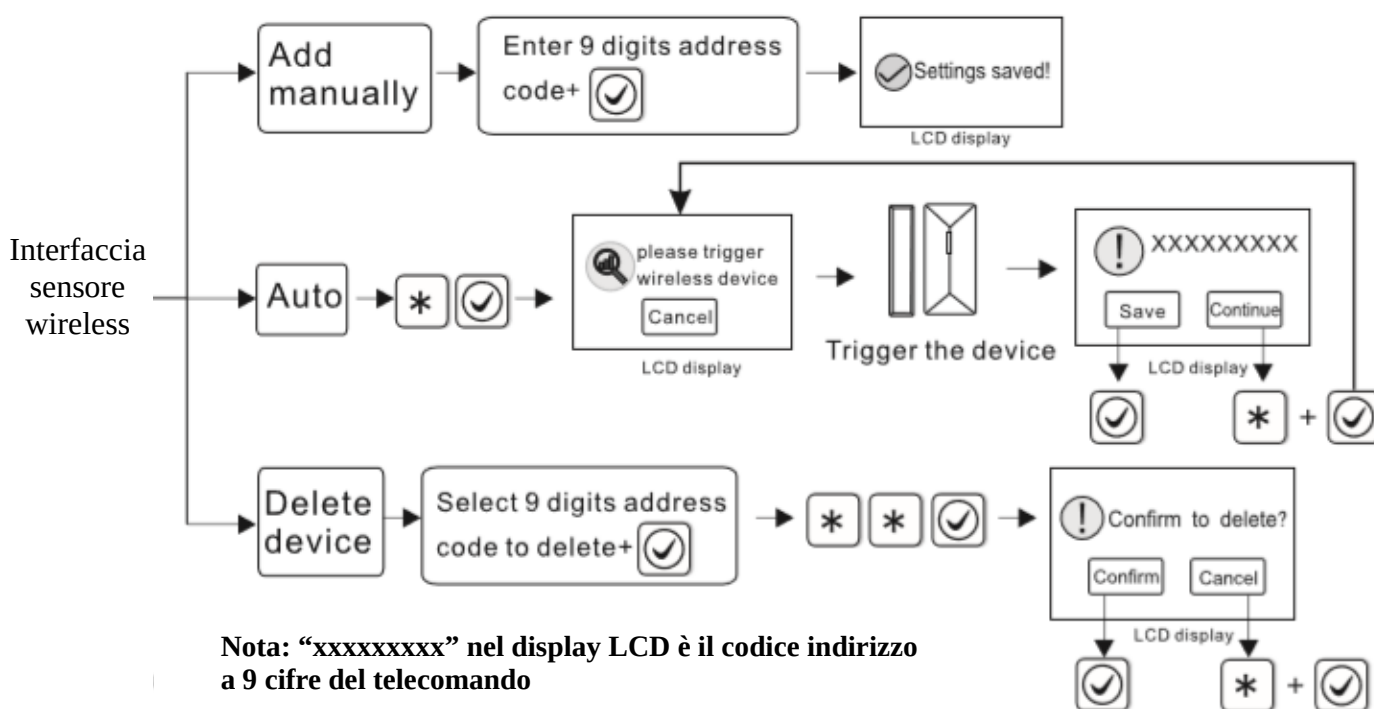 Add
manually
Enter 9 digits address
code+
Settings saved!
LCD display
Interfaccia
sensore
wireless
Auto
*
please trigger
wireless device
Cancel
LCD display
Trigger the device
XXXXXXXXX
Save
Continue
LCD display
* +
Delete
device
Select 9 digits address
code to delete+
* *
Confirm to delete?
Confirm
Cancel
LCD display
* +
Nota: “xxxxxxxxx” nel display LCD è il codice indirizzo
a 9 cifre del telecomando